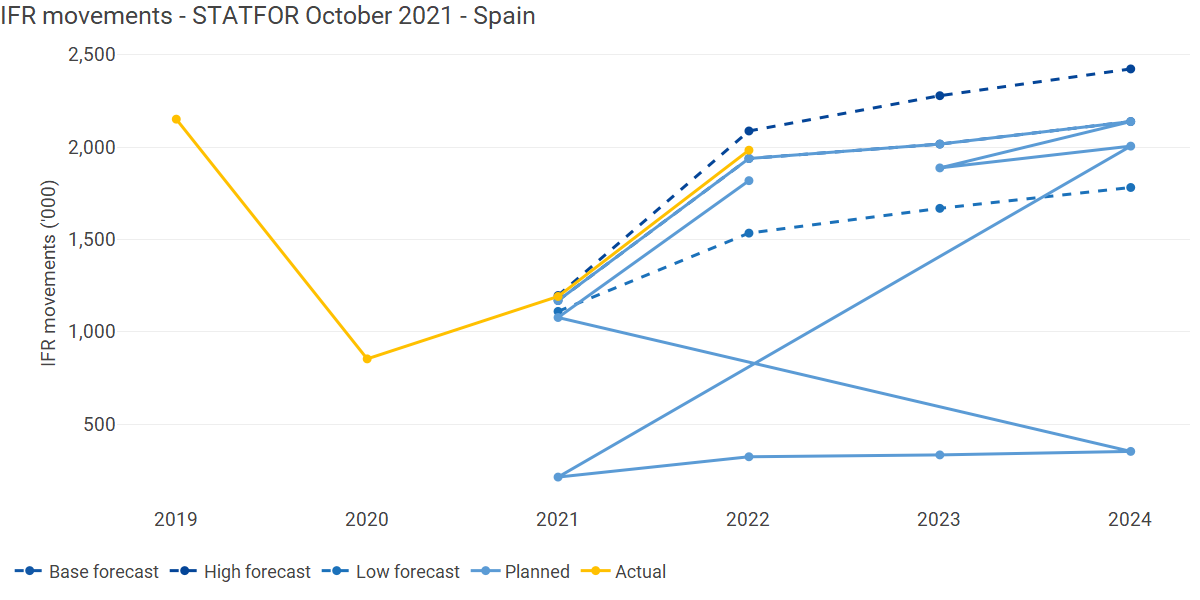 IFR movements - STATFOR October 2021 - Spain
2,500
2,000
1,500
1,000
500
IFR movements ('000)
2019 2020 2021 2022 2023 2024
Base forecast High forecast Low forecast Planned Actual